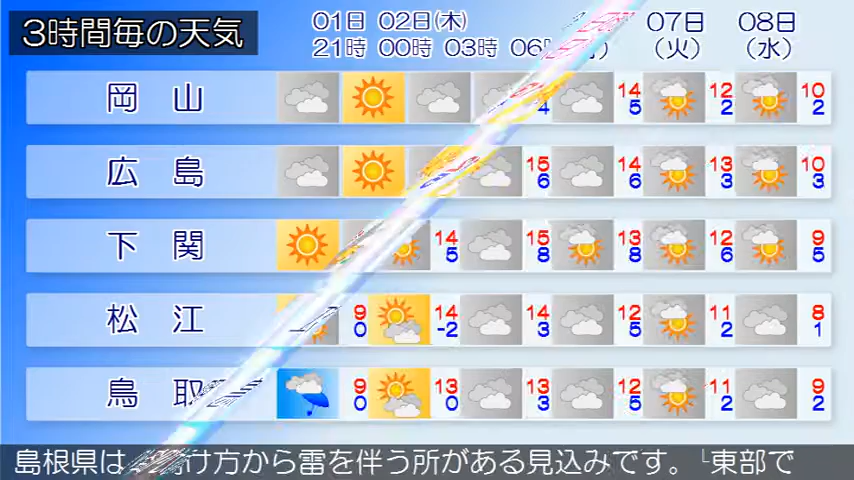 3時間毎の天気
01日 02日(木) 07日 08日
21時 00時 03時 06 (火) (水)
岡山 4 14 5 12 2 10 2
広島 15 6 14 6 13 3 10 3
下関 14 5 15 8 13 8 12 6 9 5
松江 9 0 14 -2 14 3 12 5 11 2 8 1
鳥取 9 0 13 0 13 3 12 5 11 2 9 2
島根県は、 け方から雷を伴う所がある見込みです。「東部で